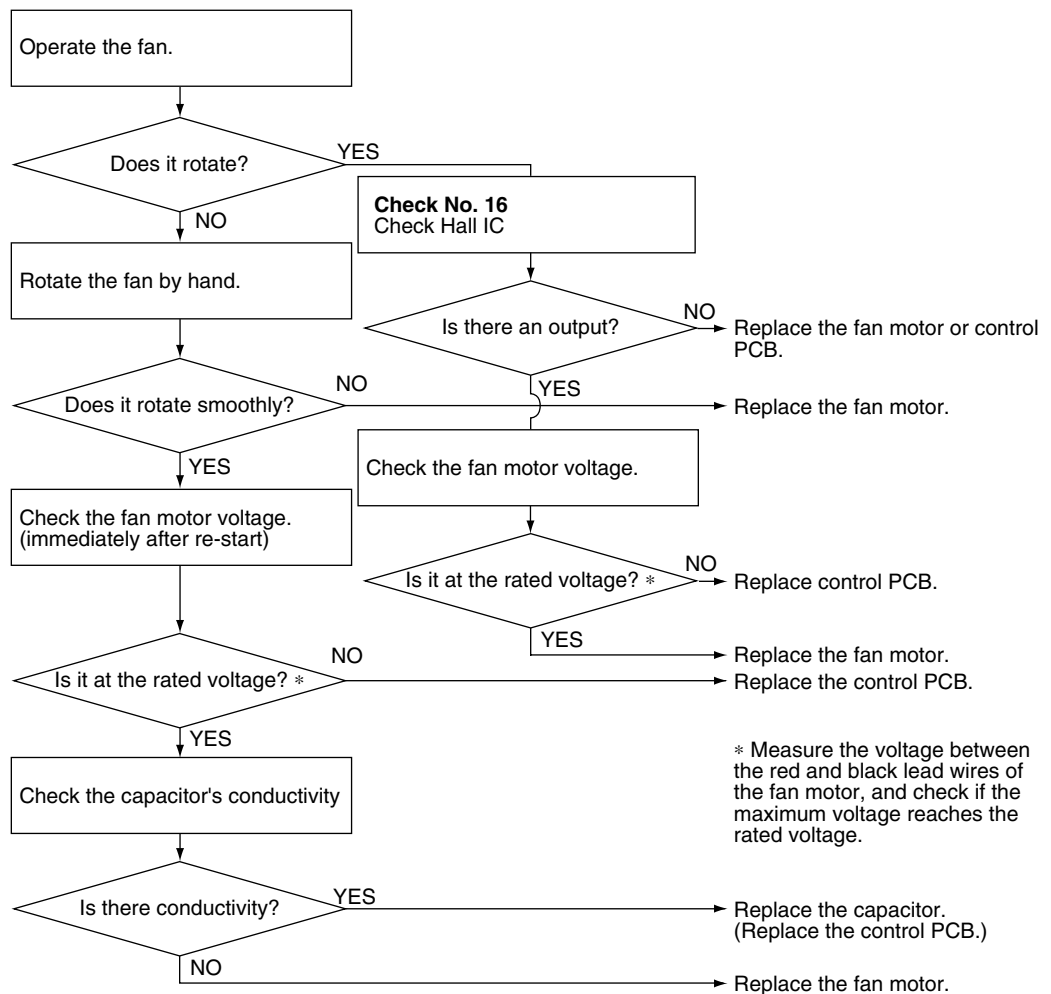 Operate the fan.
Does it rotate?
YES
NO
Check No. 16
Check Hall IC
Rotate the fan by hand.
Is there an output?
NO
Replace the fan motor or control
PCB.
YES
Does it rotate smoothly?
NO
Replace the fan motor.
YES
Check the fan motor voltage.
Check the fan motor voltage.
(immediately after re-start)
Is it at the rated voltage? *
NO
Replace control PCB.
YES
Replace the fan motor.
Is it at the rated voltage? *
NO
Replace the control PCB.
YES
* Measure the voltage between
the red and black lead wires of
the fan motor, and check if the
maximum voltage reaches the
rated voltage.
Check the capacitor's conductivity
Is there conductivity?
YES
Replace the capacitor.
(Replace the control PCB.)
NO
Replace the fan motor.